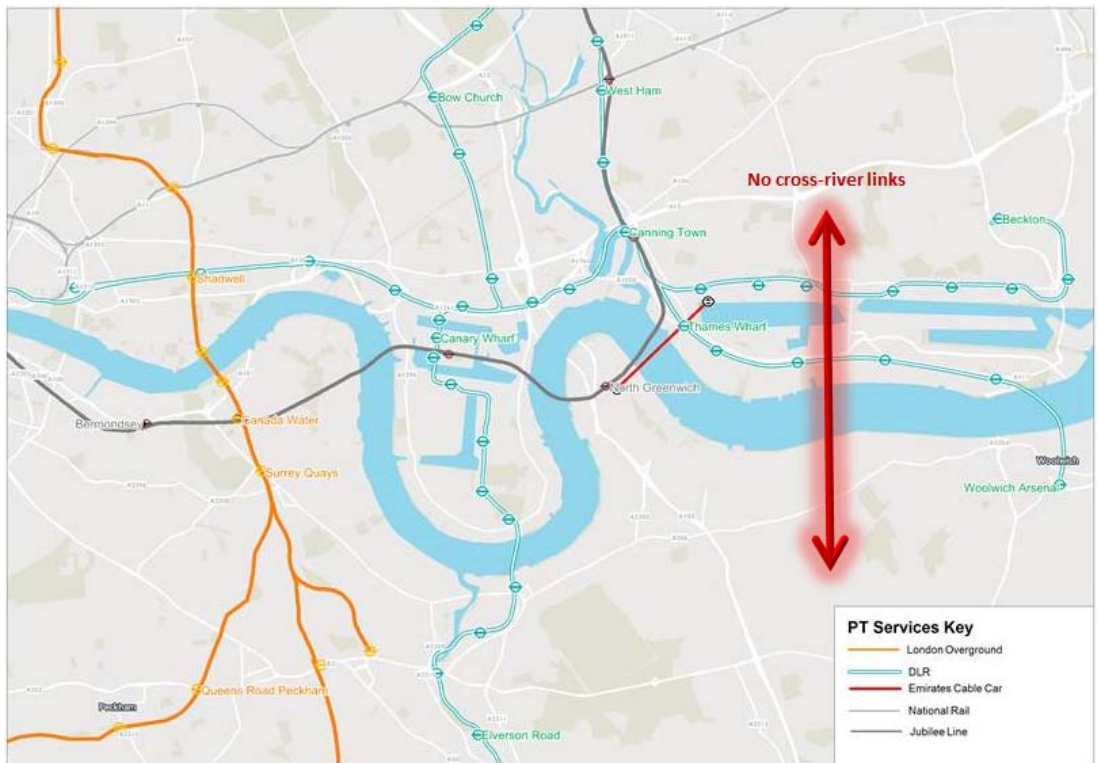 Bow Church
West Ham
No cross-river links
Beckton
Canning Town
Shadwell
Thames Wharf
Canary Wharf
North Greenwich
Bermondsey
Canada Water
Surrey Quays
Woolwich
Woolwich Arsenal
PT Services Key
London Overground
DLR
Emirates Cable Car
National Rail
Jubilee Line
Queens Road Peckham
Peckham
Elverson Road